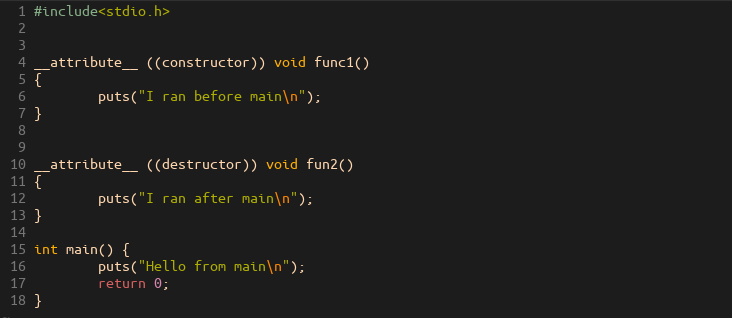 1 #include<stdio.h>
2
3
4 __attribute__ ((constructor)) void func1()
5 {
6         puts("I ran before main\n");
7 }
8
9
10 __attribute__ ((destructor)) void fun2()
11 {
12         puts("I ran after main\n");
13 }
14
15 int main() {
16         puts("Hello from main\n");
17         return 0;
18 }